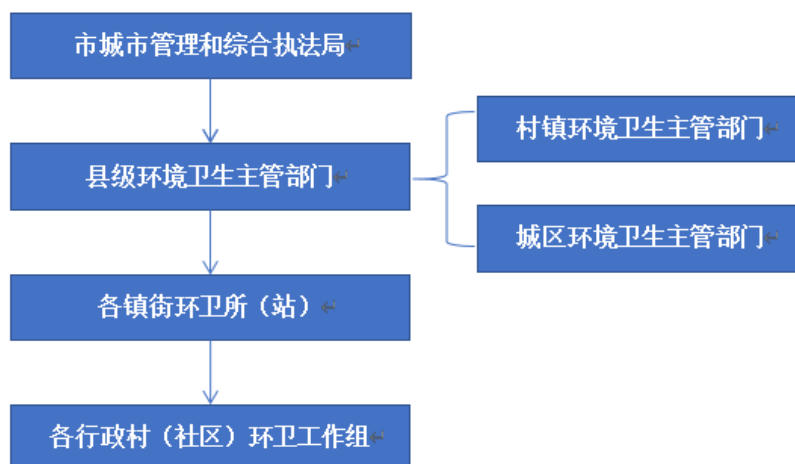 市城市管理和综合执法局
县级环境卫生主管部门
村镇环境卫生主管部门
城区环境卫生主管部门
各镇街环卫所（站）
各行政村（社区）环卫工作组